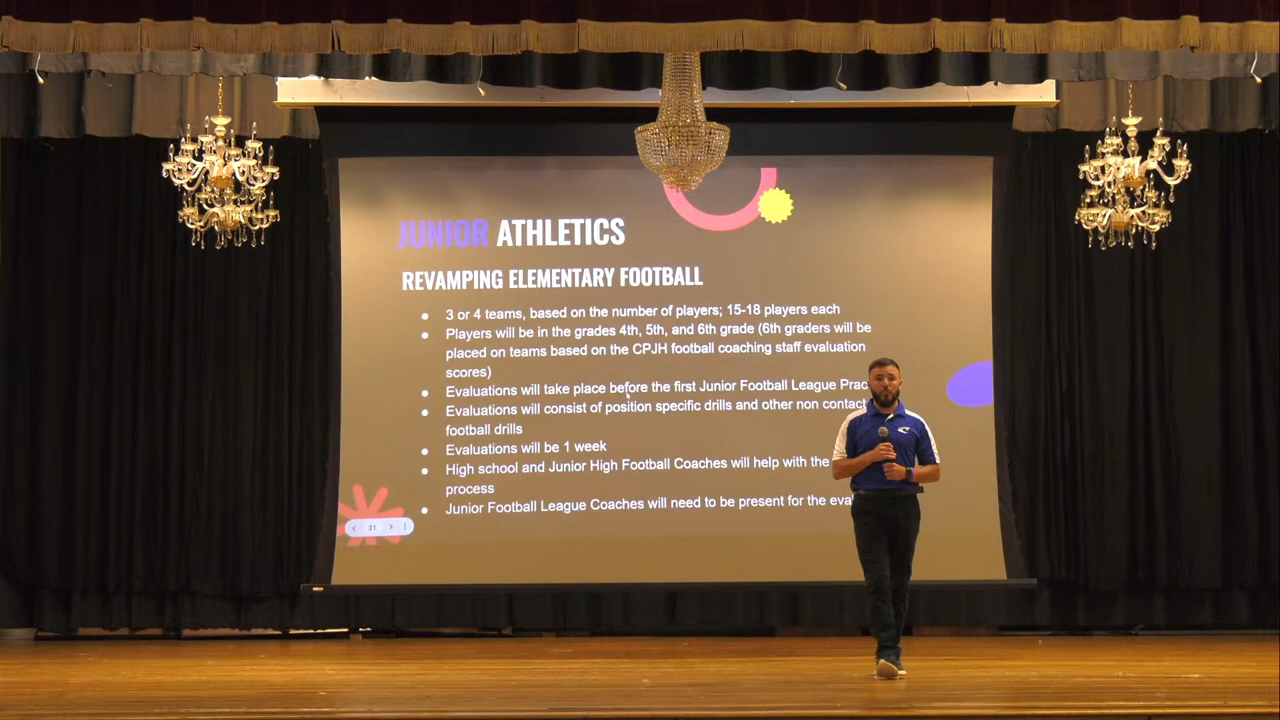 JUNIOR ATHLETICS
REVAMPING ELEMENTARY FOOTBALL
● 3 or 4 teams, based on the number of players; 15-18 players each
● Players will be in the grades 4th, 5th, and 6th grade (6th graders will be
placed on teams based on the CPJH football coaching staff evaluation
scores)
● Evaluations will take place before the first Junior Football League Prac
● Evaluations will consist of position specific drills and other non contact
football drills
● Evaluations will be 1 week
● High school and Junior High Football Coaches will help with the
process
● Junior Football League Coaches will need to be present for the
31